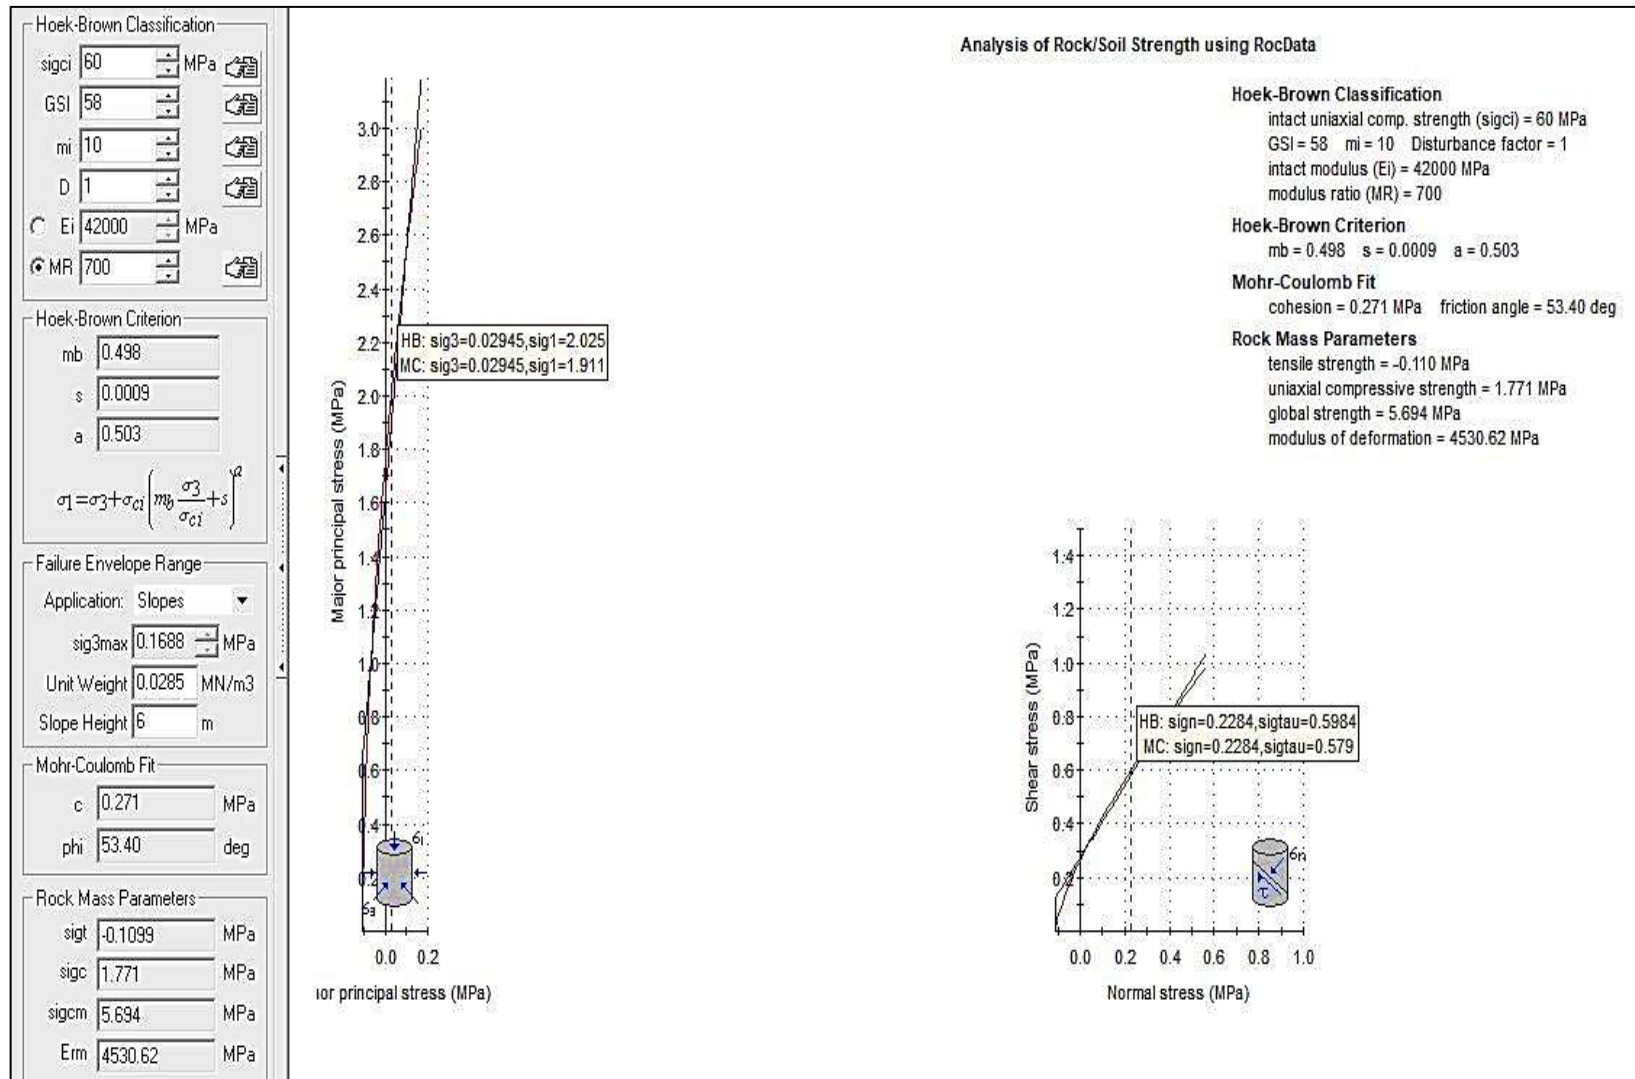 Hoek-Brown Classification
sigci 60 MPa
GSI 58
mi 10
D 1
Ei 42000 MPa
MR 700
Hoek-Brown Criterion
mb 0.498
s 0.0009
a 0.503
σ1=σ3+σci(mb σ3/σci+s)^a
Failure Envelope Range
Application: Slopes
sig3max 0.1688 MPa
Unit Weight 0.0285 MN/m3
Slope Height 6 m
Mohr-Coulomb Fit
c 0.271 MPa
phi 53.40 deg
Rock Mass Parameters
sigt -0.1099 MPa
sigc 1.771 MPa
sigcm 5.694 MPa
Erm 4530.62 MPa
Major principal stress (MPa)
3.0
2.8
2.6
2.4
2.2
2.0
1.8
1.6
1.4
1.2
1.0
0.8
0.6
0.4
0.2
HB: sig3=0.02945,sig1=2.025
MC: sig3=0.02945,sig1=1.911
б1
б3
0.0 0.2
ior principal stress (MPa)
Analysis of Rock/Soil Strength using RocData
Hoek-Brown Classification
intact uniaxial comp. strength (sigci) = 60 MPa
GSI = 58 mi = 10 Disturbance factor = 1
intact modulus (Ei) = 42000 MPa
modulus ratio (MR) = 700
Hoek-Brown Criterion
mb = 0.498 s = 0.0009 a = 0.503
Mohr-Coulomb Fit
cohesion = 0.271 MPa friction angle = 53.40 deg
Rock Mass Parameters
tensile strength = -0.110 MPa
uniaxial compressive strength = 1.771 MPa
global strength = 5.694 MPa
modulus of deformation = 4530.62 MPa
Shear stress (MPa)
1.4
1.2
1.0
0.8
0.6
0.4
0.2
HB: sign=0.2284,sigtau=0.5984
MC: sign=0.2284,sigtau=0.579
бn
τ
0.0 0.2 0.4 0.6 0.8 1.0
Normal stress (MPa)